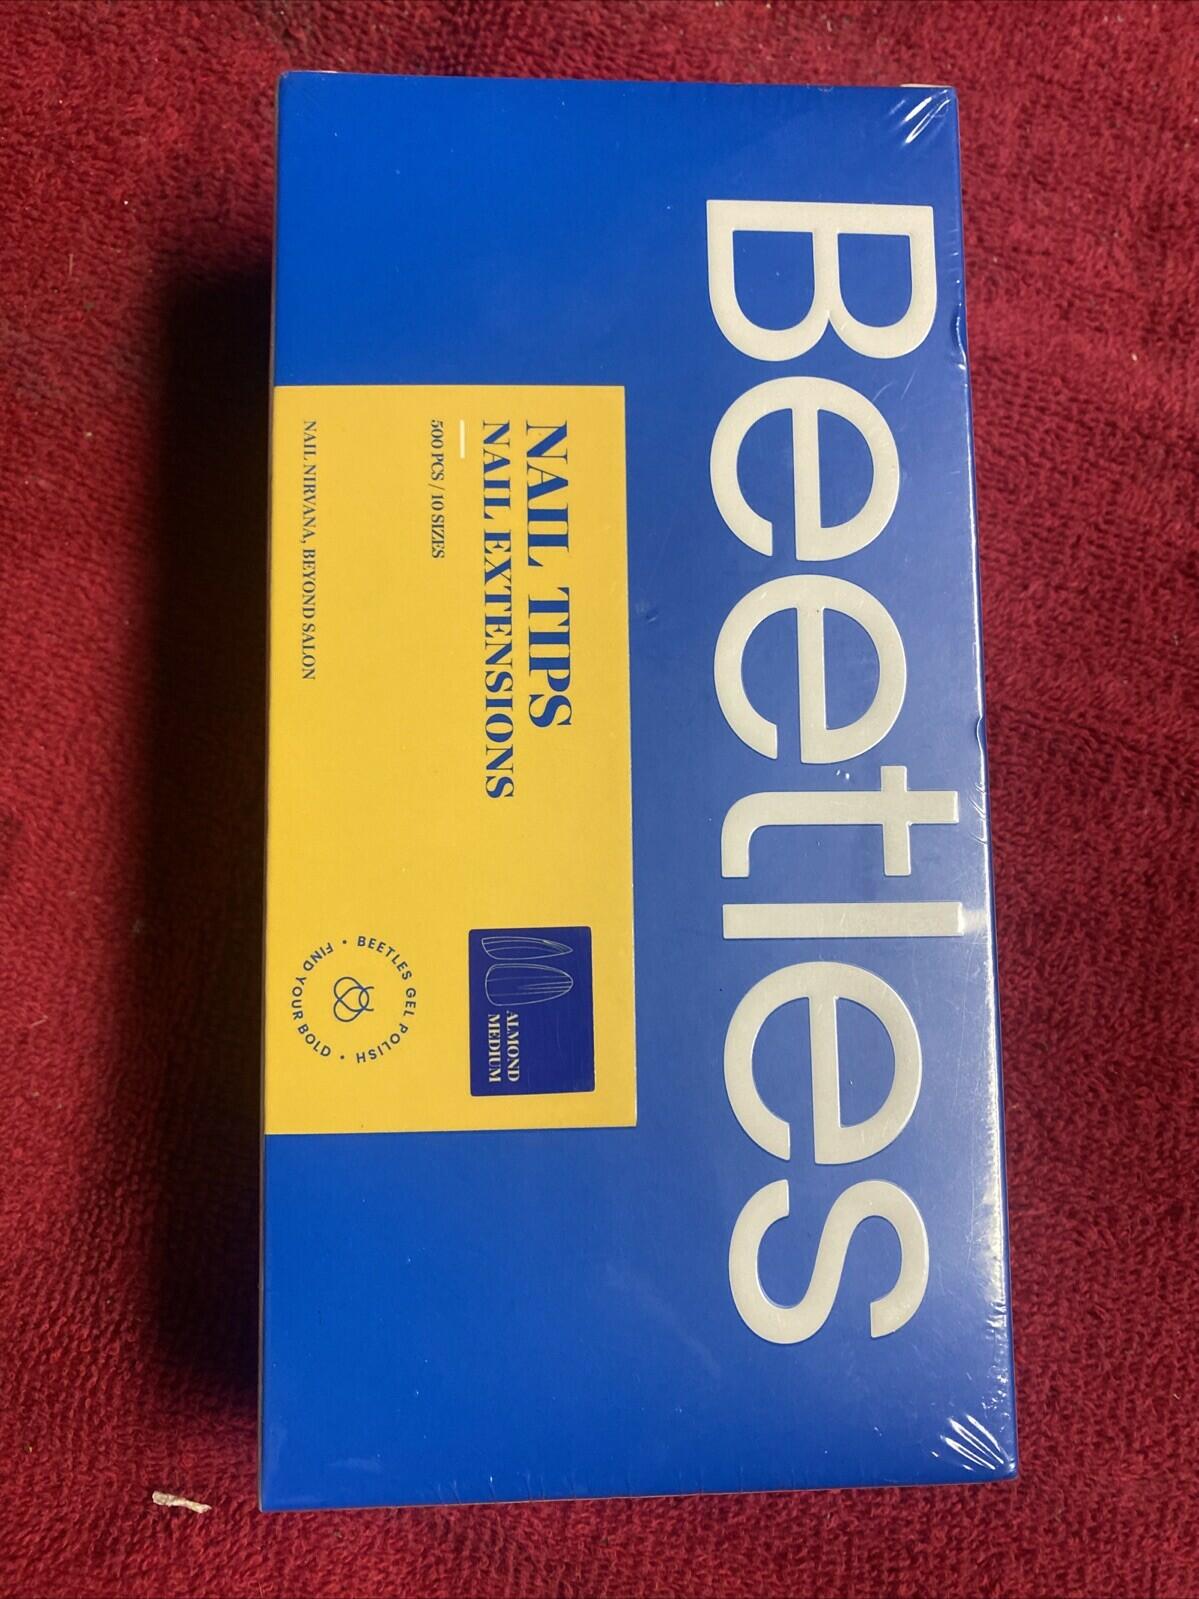 Beetles
NAIL TIPS
NAIL EXTENSIONS
500 PCS / 10 SIZES
NAIL NIRVANA, BEYOND SALON
ALMOND
MEDIUM
BEETLES GEL POLISH • FIND YOUR BOLD •